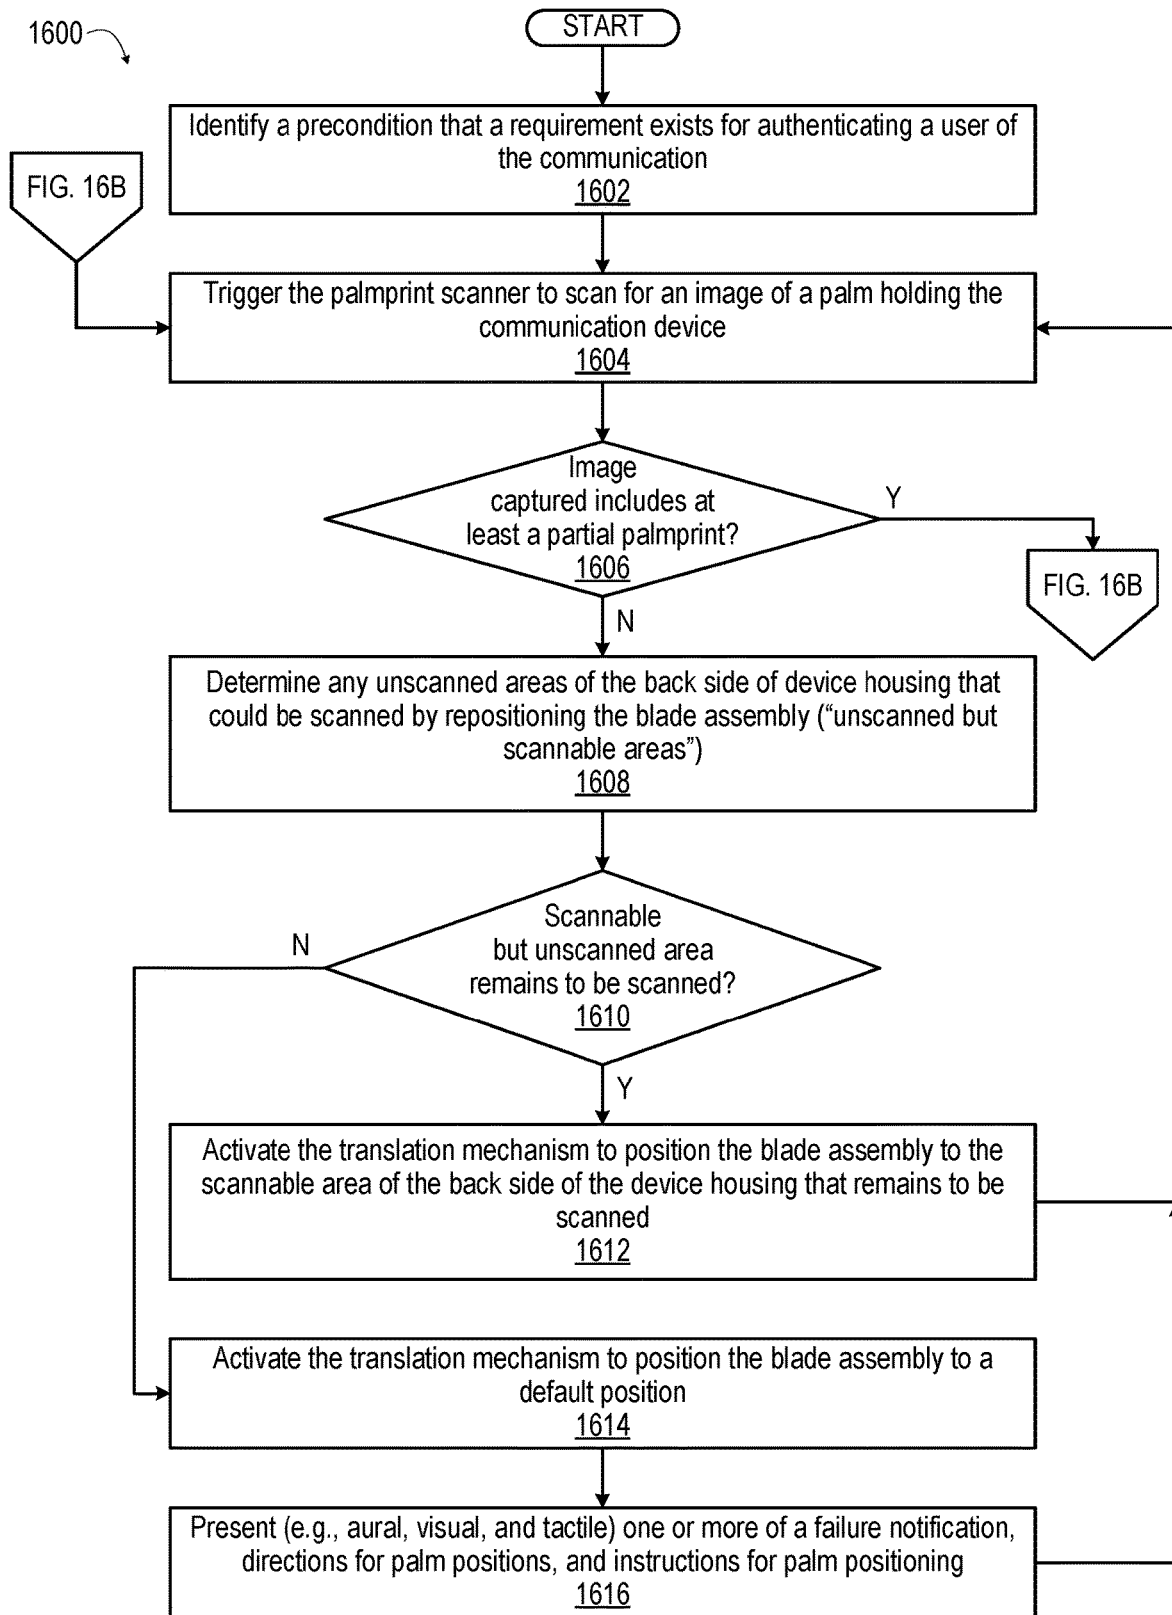 1600
START
Identify a precondition that a requirement exists for authenticating a user of
the communication
1602
FIG. 16B
Trigger the palmprint scanner to scan for an image of a palm holding the
communication device
1604
Image
captured includes at
least a partial palmprint?
1606
Y
FIG. 16B
N
Determine any unscanned areas of the back side of device housing that
could be scanned by repositioning the blade assembly (“unscanned but
scannable areas”)
1608
N
Scannable
but unscanned area
remains to be scanned?
1610
Y
Activate the translation mechanism to position the blade assembly to the
scannable area of the back side of the device housing that remains to be
scanned
1612
Activate the translation mechanism to position the blade assembly to a
default position
1614
Present (e.g., aural, visual, and tactile) one or more of a failure notification,
directions for palm positions, and instructions for palm positioning
1616